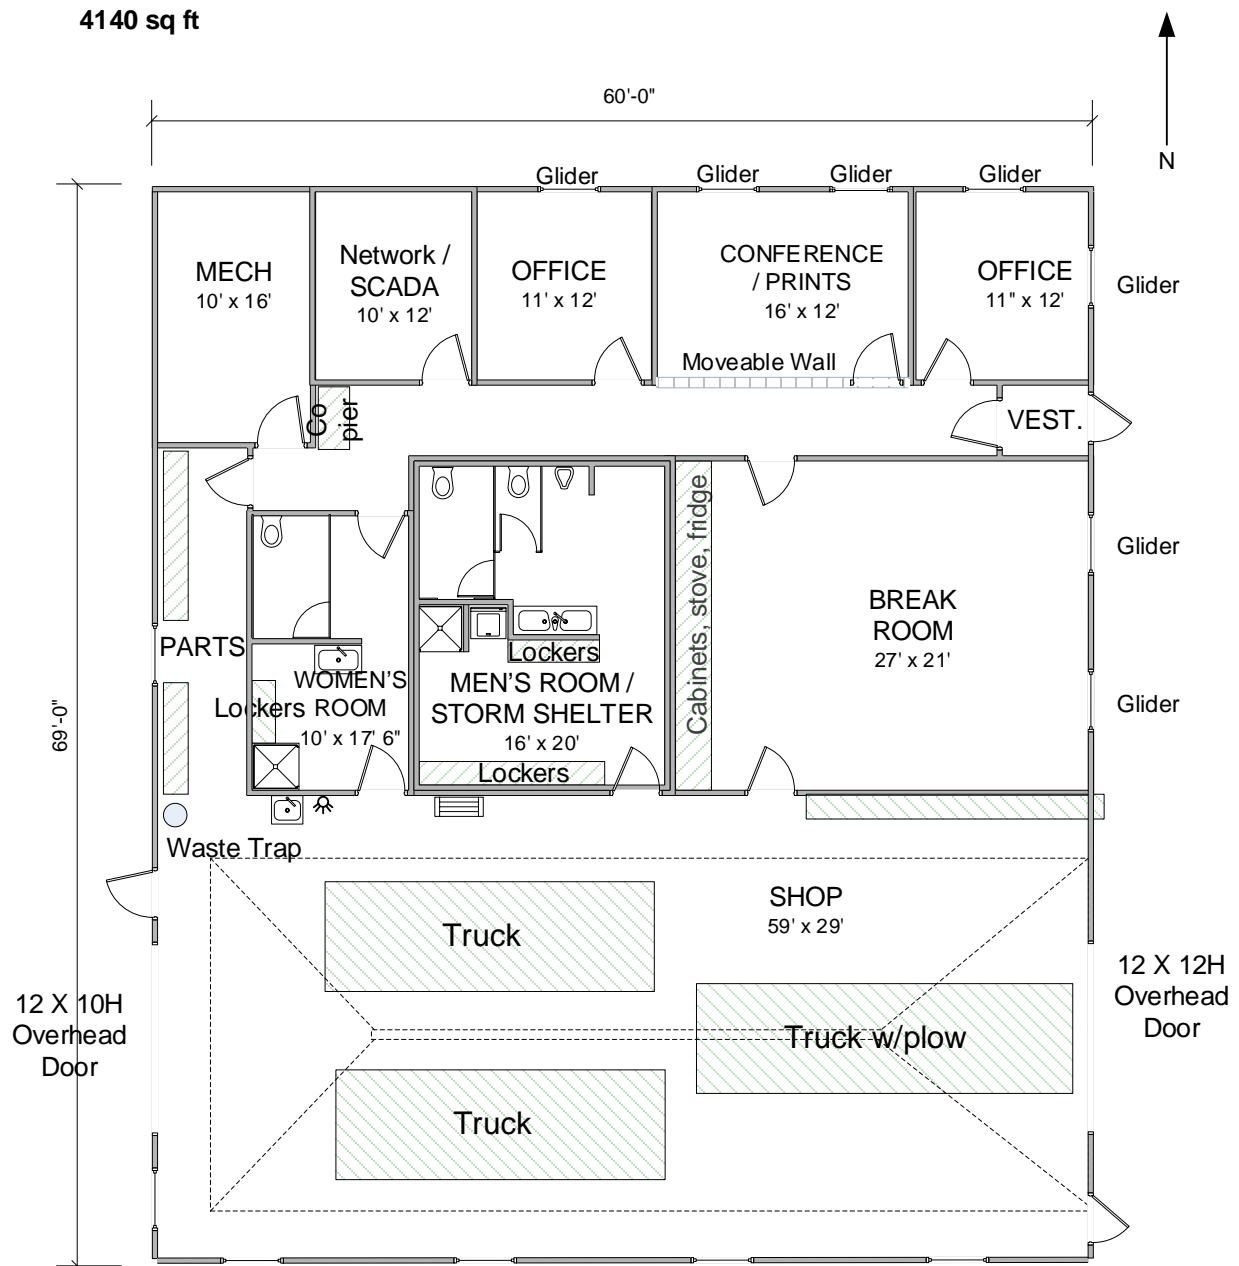 4140 sq ft
60'-0"
N
Glider
Glider
Glider
Glider
MECH
10' x 16'
Network /
SCADA
10' x 12'
OFFICE
11' x 12'
CONFERENCE
/ PRINTS
16' x 12'
OFFICE
11" x 12'
Glider
Moveable Wall
Co
pier
VEST.
Cabinets, stove, fridge
Glider
BREAK
ROOM
27' x 21'
PARTS
Lockers
WOMEN'S
ROOM
10' x 17' 6"
Lockers
MEN'S ROOM /
STORM SHELTER
16' x 20'
Lockers
Glider
69'-0"
Waste Trap
SHOP
59' x 29'
Truck
12 X 10H
Overhead
Door
Truck w/plow
12 X 12H
Overhead
Door
Truck